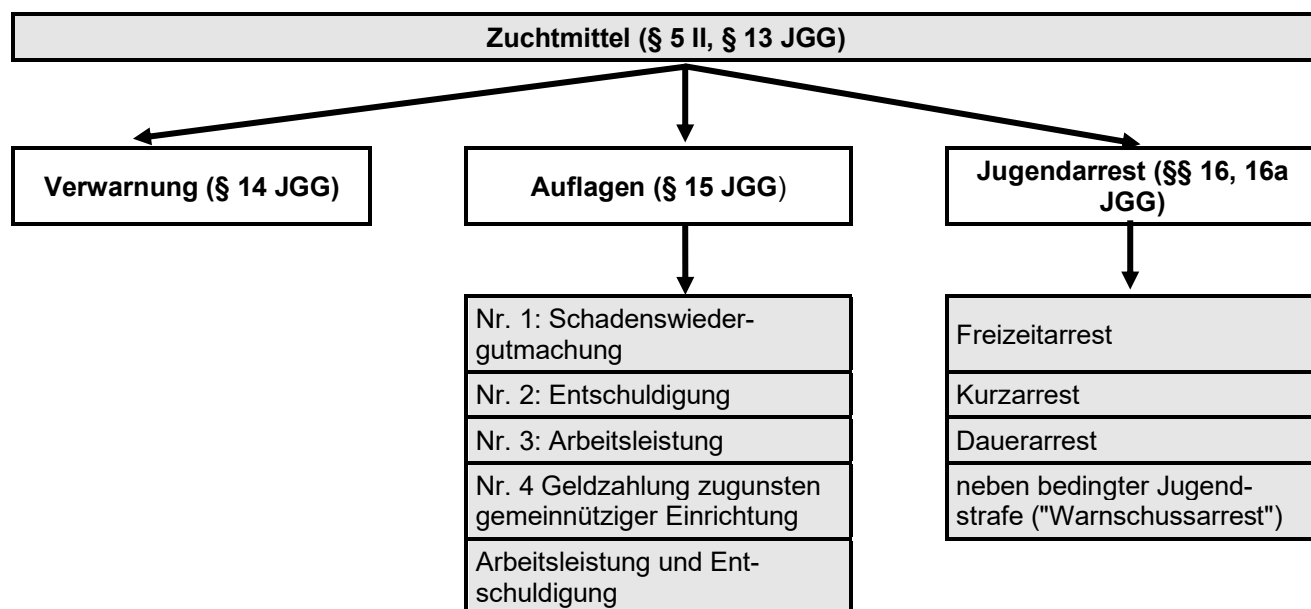 Zuchtmittel (§ 5 II, § 13 JGG)
Verwarnung (§ 14 JGG)
Auflagen (§ 15 JGG)
Jugendarrest (§§ 16, 16a
JGG)
Nr. 1: Schadenswieder-
gutmachung
Nr. 2: Entschuldigung
Nr. 3: Arbeitsleistung
Nr. 4 Geldzahlung zugunsten
gemeinnütziger Einrichtung
Arbeitsleistung und Ent-
schuldigung
Freizeitarrest
Kurzarrest
Dauerarrest
neben bedingter Jugend-
strafe ("Warnschussarrest")